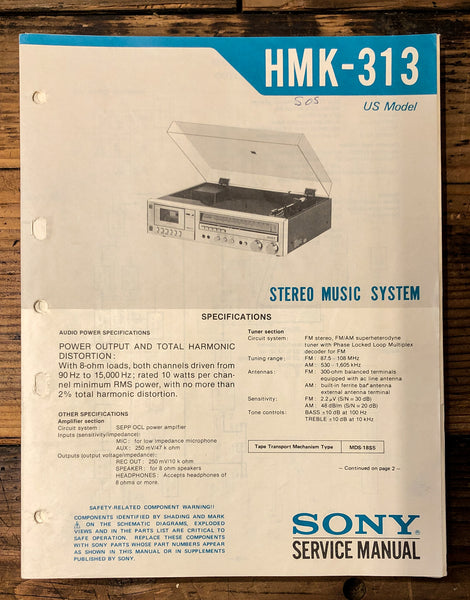 HMK-313
SOS
US Model
STEREO MUSIC SYSTEM
SPECIFICATIONS
AUDIO POWER SPECIFICATIONS
POWER OUTPUT AND TOTAL HARMONIC
DISTORTION:
With 8-ohm loads, both channels driven from
90 Hz to 15,000 Hz; rated 10 watts per chan-
nel minimum RMS power, with no more than
2% total harmonic distortion.
OTHER SPECIFICATIONS
Amplifier section
Circuit system: SEPP OCL power amplifier
Inputs (sensitivity/impedance):
MIC: for low impedance microphone
AUX: 250 mV/47 k ohm
Outputs (output voltage/impedance):
REC OUT: 250 mV/10 k ohm
SPEAKER: for 8 ohm speakers
HEADPHONES: Accepts headphones of
8 ohms or more.
Tuner section
Circuit system: FM stereo, FM/AM superheterodyne
tuner with Phase Locked Loop Multiplex
decoder for FM
Tuning range: FM: 87.5 - 108 MHz
AM: 530 - 1,605 kHz
Antennas: FM: 300-ohm balanced terminals
equipped with ac line antenna
AM: built-in ferrite bar antenna
external antenna terminal
Sensitivity: FM: 2.2 μV (S/N = 30 dB)
AM: 48 dB/m (S/N = 20 dB)
Tone controls: BASS ±10 dB at 100 Hz
TREBLE ±10 dB at 10 kHz
Tape Transport Mechanism Type MDS-18S5
— Continued on page 2 —
SAFETY-RELATED COMPONENT WARNING!!
COMPONENTS IDENTIFIED BY SHADING AND MARK
⚠ ON THE SCHEMATIC DIAGRAMS, EXPLODED
VIEWS AND IN THE PARTS LIST ARE CRITICAL TO
SAFE OPERATION. REPLACE THESE COMPONENTS
WITH SONY PARTS WHOSE PART NUMBERS APPEAR
AS SHOWN IN THIS MANUAL OR IN SUPPLEMENTS
PUBLISHED BY SONY.
SONY®
SERVICE MANUAL